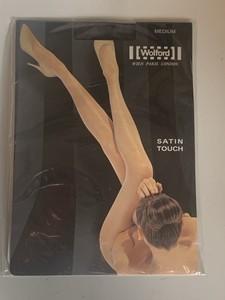 MEDIUM
Wolford
WIEN PARIS LONDON
SATIN
TOUCH